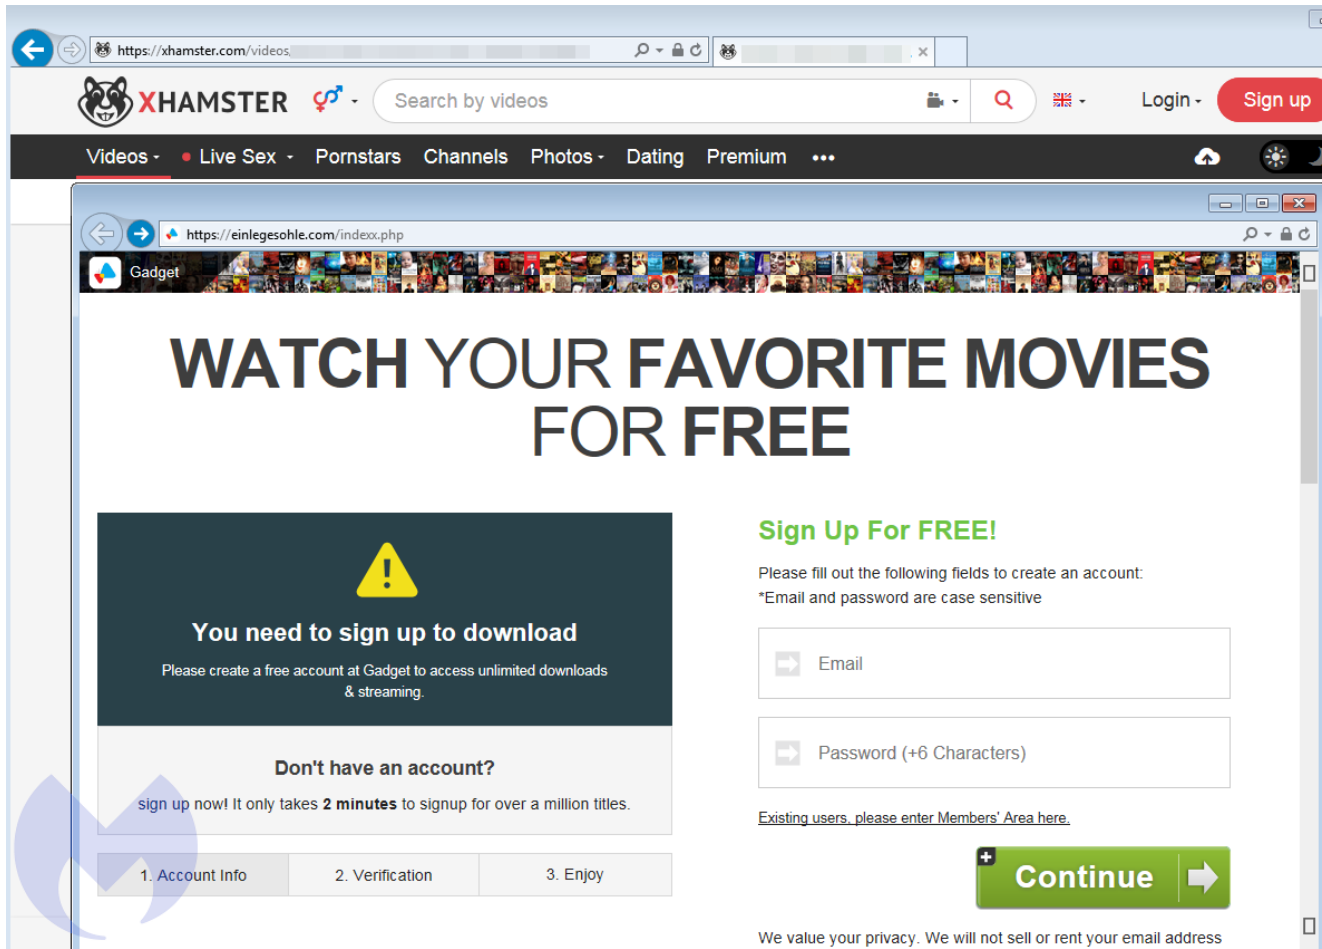 https://xhamster.com/videos
XHAMSTER
Search by videos
Login
Sign up
Videos
Live Sex
Pornstars
Channels
Photos
Dating
Premium
•••
https://einlegesohle.com/indexx.php
Gadget
WATCH YOUR FAVORITE MOVIES
FOR FREE
You need to sign up to download
Please create a free account at Gadget to access unlimited downloads
& streaming.
Don't have an account?
sign up now! It only takes 2 minutes to signup for over a million titles.
1. Account Info
2. Verification
3. Enjoy
Sign Up For FREE!
Please fill out the following fields to create an account:
*Email and password are case sensitive
Email
Password (+6 Characters)
Existing users, please enter Members' Area here.
Continue
We value your privacy. We will not sell or rent your email address